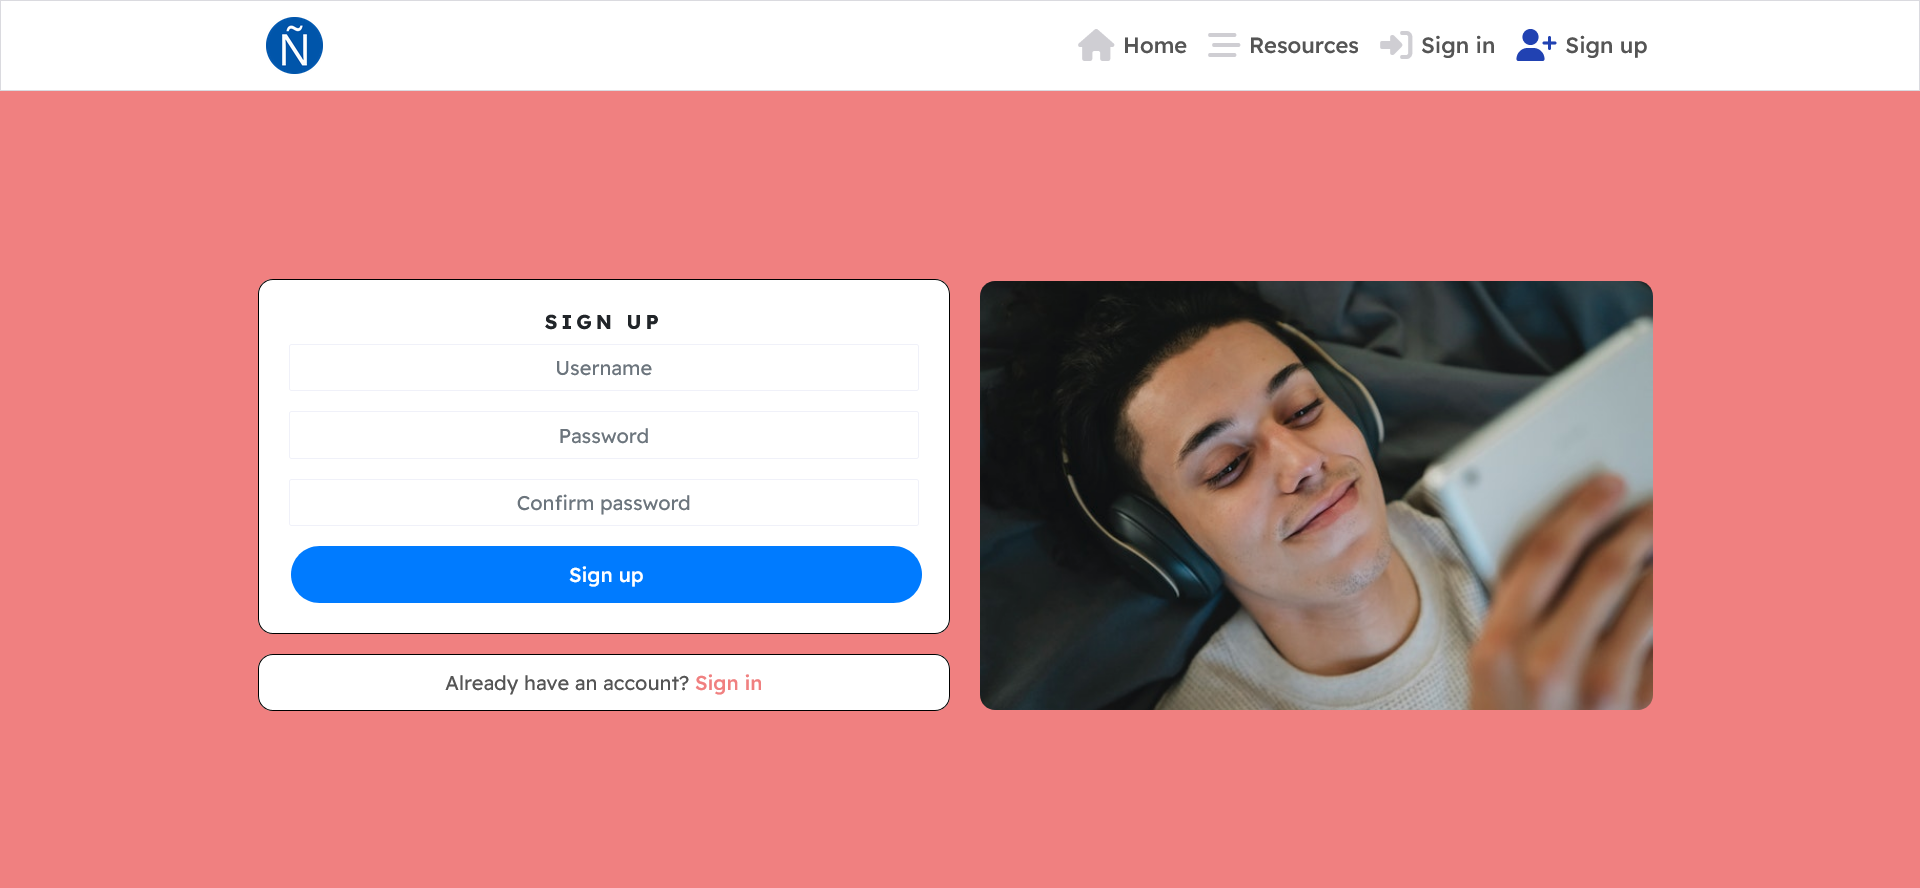 Ñ
Home
Resources
Sign in
Sign up
SIGN UP
Username
Password
Confirm password
Sign up
Already have an account? Sign in